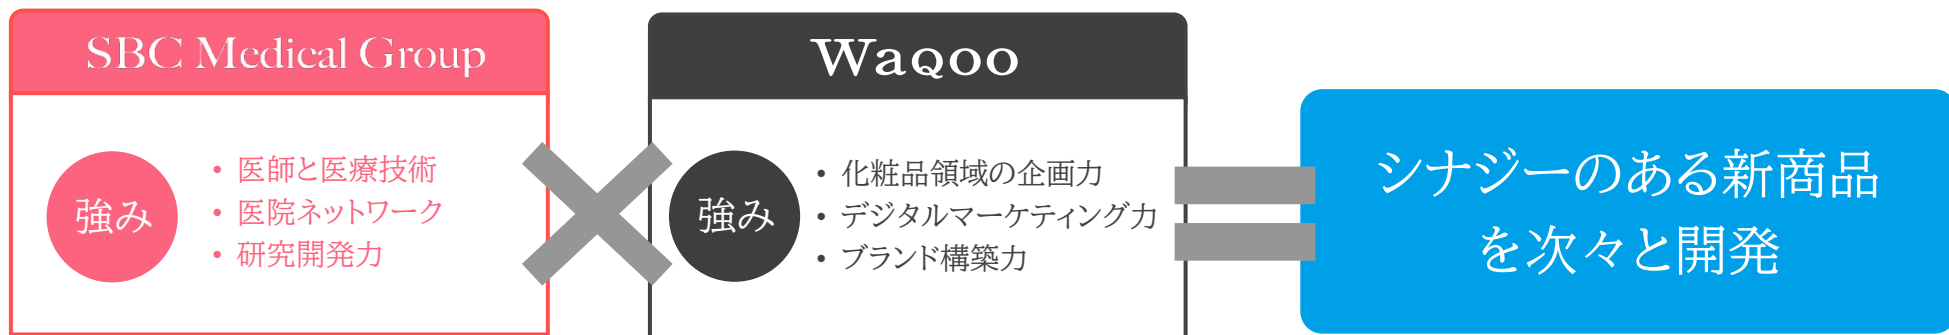 SBC Medical Group
強み
• 医師と医療技術
• 医院ネットワーク
• 研究開発力
WaQoo
強み
• 化粧品領域の企画力
• デジタルマーケティング力
• ブランド構築力
シナジーのある新商品
を次々と開発